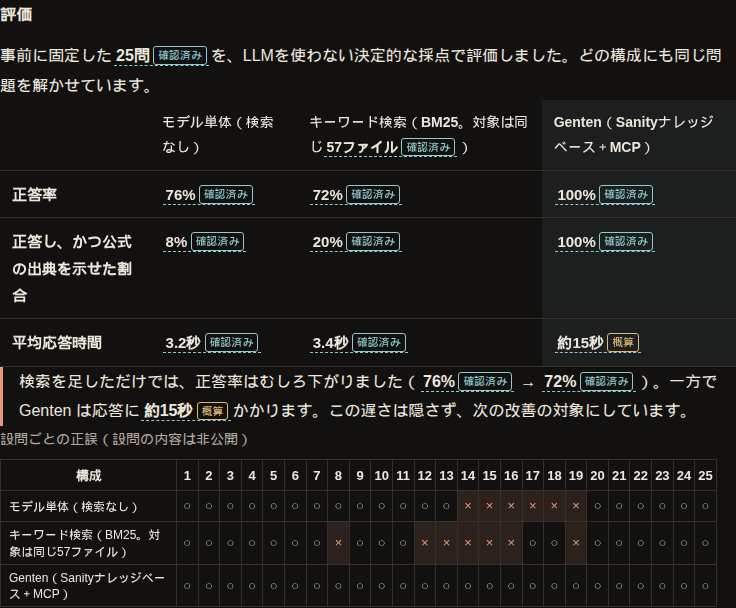 評価
事前に固定した 25問 確認済み を、LLMを使わない決定的な採点で評価しました。どの構成にも同じ問
題を解かせています。
モデル単体(検索なし) キーワード検索(BM25。対象は同じ 57ファイル 確認済み ) Genten(Sanityナレッジベース+MCP)
正答率 76% 確認済み 72% 確認済み 100% 確認済み
正答し、かつ公式の出典を示せた割合 8% 確認済み 20% 確認済み 100% 確認済み
平均応答時間 3.2秒 確認済み 3.4秒 確認済み 約15秒 概算
検索を足しただけでは、正答率はむしろ下がりました( 76% 確認済み → 72% 確認済み )。一方で
Genten は応答に 約15秒 概算 かかります。この遅さは隠さず、次の改善の対象にしています。
設問ごとの正誤(設問の内容は非公開)
構成 1 2 3 4 5 6 7 8 9 10 11 12 13 14 15 16 17 18 19 20 21 22 23 24 25
モデル単体(検索なし) ○ ○ ○ ○ ○ ○ ○ ○ ○ ○ ○ ○ ○ × × × × × × ○ ○ ○ ○ ○ ○
キーワード検索(BM25。対象は同じ57ファイル) ○ ○ ○ ○ ○ ○ ○ × ○ ○ ○ × × × × × ○ ○ × ○ ○ ○ ○ ○ ○
Genten(Sanityナレッジベース+MCP) ○ ○ ○ ○ ○ ○ ○ ○ ○ ○ ○ ○ ○ ○ ○ ○ ○ ○ ○ ○ ○ ○ ○ ○ ○